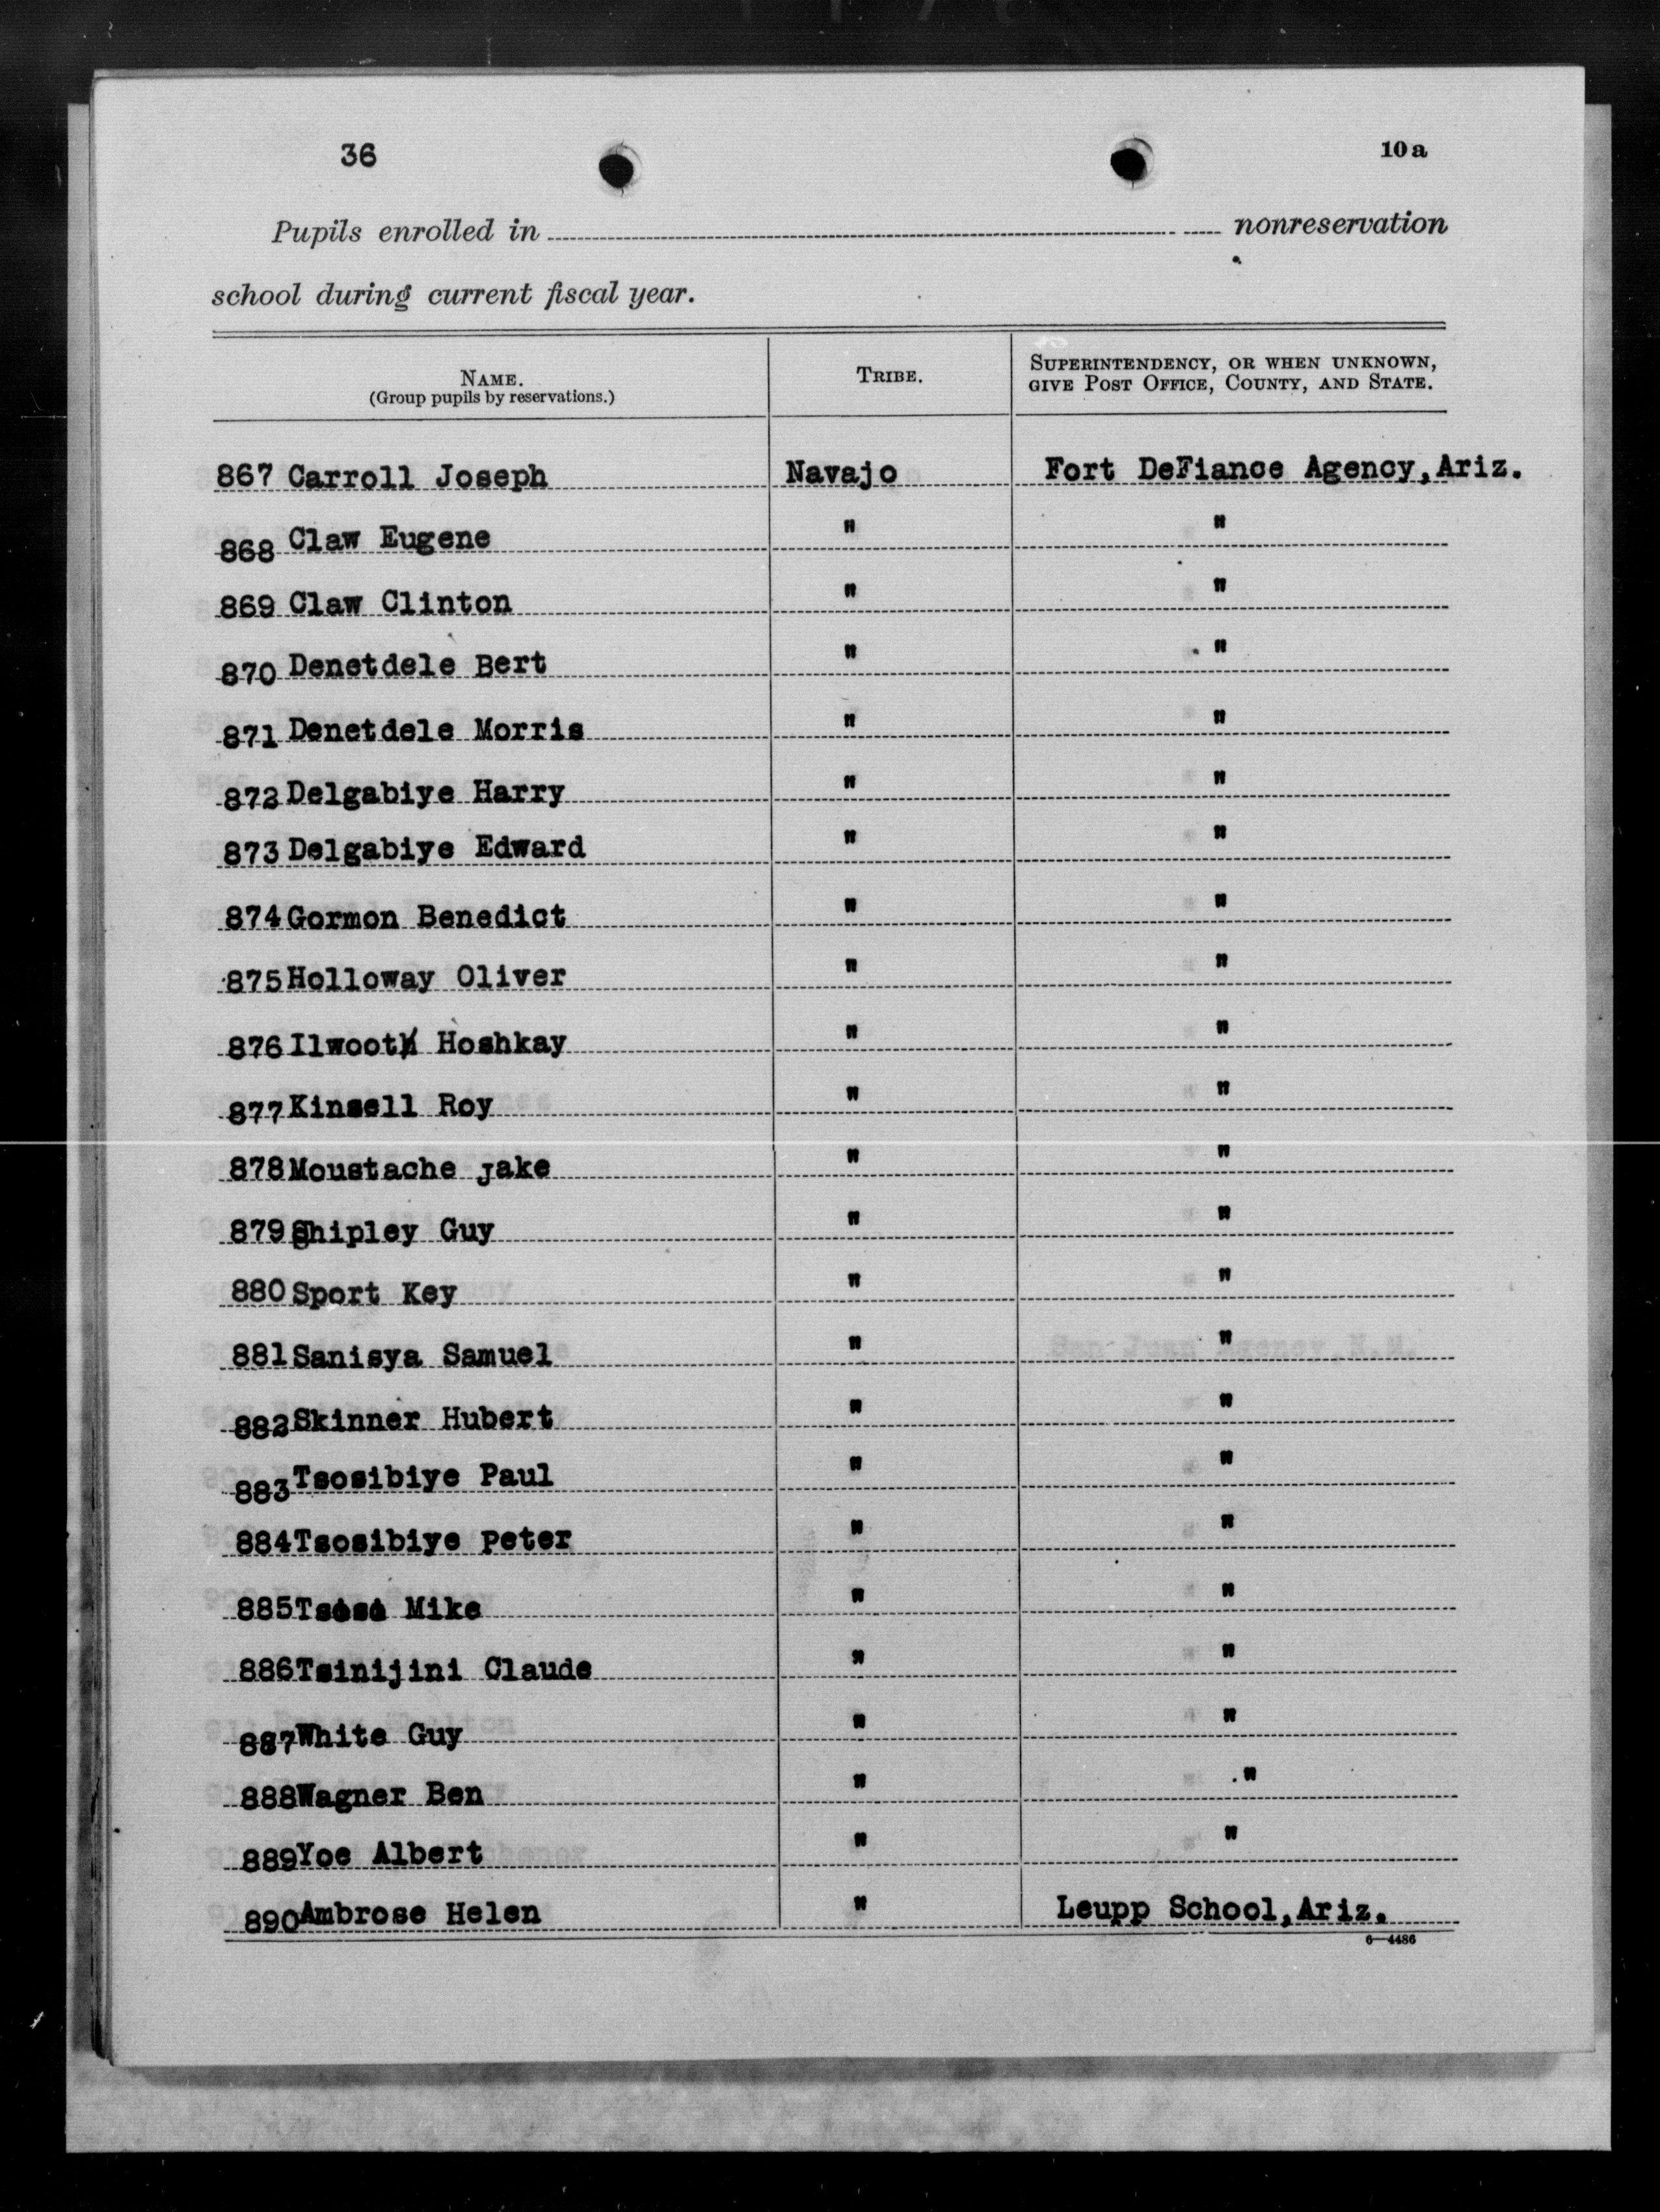 36
10a
Pupils enrolled in nonreservation
school during current fiscal year.
NAME.
(Group pupils by reservations.)
TRIBE.
SUPERINTENDENCY, OR WHEN UNKNOWN,
GIVE POST OFFICE, COUNTY, AND STATE.
867 Carroll Joseph Navajo Fort DeFiance Agency, Ariz.
868 Claw Eugene " "
869 Claw Clinton " "
870 Denetdele Bert " "
871 Denetdele Morris " "
872 Delgabiye Harry " "
873 Delgabiye Edward " "
874 Gormon Benedict " "
875 Holloway Oliver " "
876 Ilwoot Hoshkay " "
877 Kinsell Roy " "
878 Moustache Jake " "
879 Shipley Guy " "
880 Sport Key " "
881 Sanisya Samuel " "
882 Skinner Hubert " "
883 Tsosibiye Paul " "
884 Tsosibiye Peter " "
885 Mike " "
886 Tsinijini Claude " "
887 White Guy " "
888 Wagner Ben " "
889 Yoe Albert " "
890 Ambrose Helen " Leupp School, Ariz.
6—4486